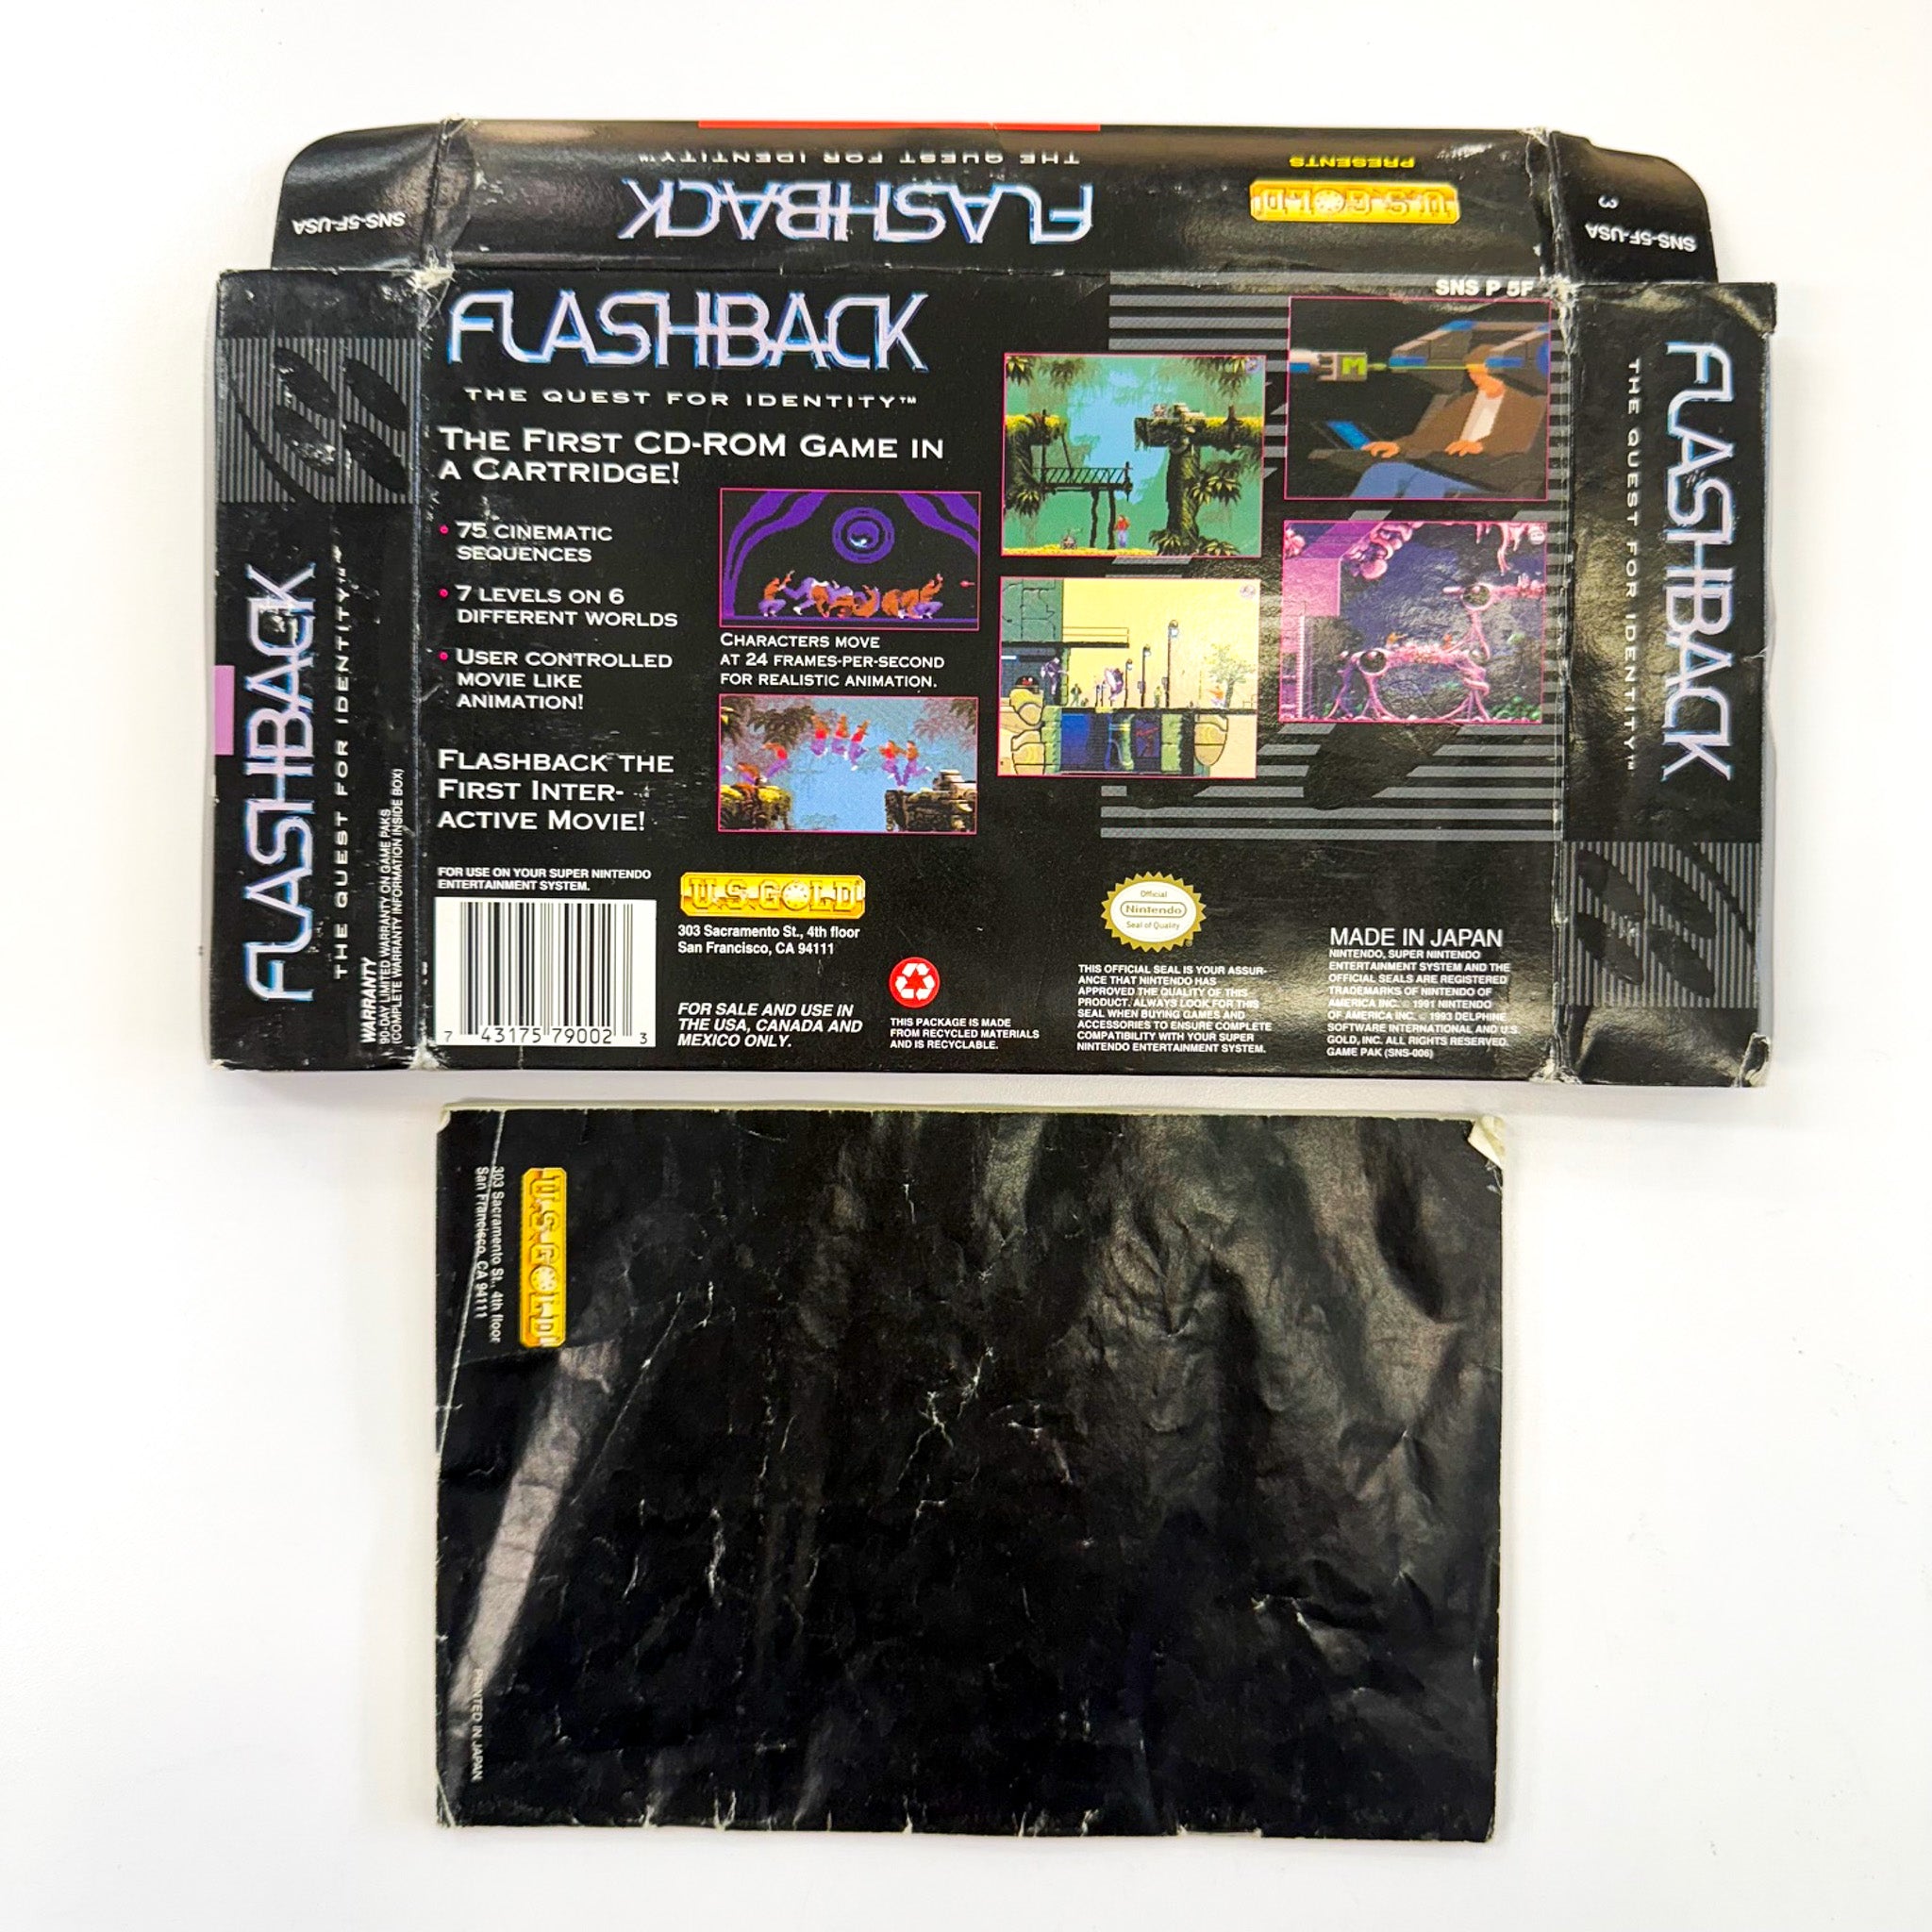 THE QUEST FOR IDENTITY™
FLASHBACK
PRESENTS
U.S. GOLD
SNS-5F-USA
SNS-5F-USA
3
FLASHBACK
THE QUEST FOR IDENTITY™
WARRANTY
90-DAY LIMITED WARRANTY ON GAME PAKS
(COMPLETE WARRANTY INFORMATION INSIDE BOX)
SNS P 5F
FLASHBACK
THE QUEST FOR IDENTITY™
THE FIRST CD-ROM GAME IN
A CARTRIDGE!
• 75 CINEMATIC
SEQUENCES
• 7 LEVELS ON 6
DIFFERENT WORLDS
• USER CONTROLLED
MOVIE LIKE
ANIMATION!
FLASHBACK THE
FIRST INTER-
ACTIVE MOVIE!
CHARACTERS MOVE
AT 24 FRAMES-PER-SECOND
FOR REALISTIC ANIMATION.
M
FOR USE ON YOUR SUPER NINTENDO
ENTERTAINMENT SYSTEM.
7 43175 79002 3
U.S. GOLD
303 Sacramento St., 4th floor
San Francisco, CA 94111
FOR SALE AND USE IN
THE USA, CANADA AND
MEXICO ONLY.
THIS PACKAGE IS MADE
FROM RECYCLED MATERIALS
AND IS RECYCLABLE.
Official
Nintendo
Seal of Quality
THIS OFFICIAL SEAL IS YOUR ASSUR-
ANCE THAT NINTENDO HAS
APPROVED THE QUALITY OF THIS
PRODUCT. ALWAYS LOOK FOR THIS
SEAL WHEN BUYING GAMES AND
ACCESSORIES TO ENSURE COMPLETE
COMPATIBILITY WITH YOUR SUPER
NINTENDO ENTERTAINMENT SYSTEM.
MADE IN JAPAN
NINTENDO, SUPER NINTENDO
ENTERTAINMENT SYSTEM AND THE
OFFICIAL SEALS ARE REGISTERED
TRADEMARKS OF NINTENDO OF
AMERICA INC. © 1991 NINTENDO
OF AMERICA INC. © 1993 DELPHINE
SOFTWARE INTERNATIONAL AND U.S.
GOLD, INC. ALL RIGHTS RESERVED.
GAME PAK (SNS-006)
FLASHBACK
THE QUEST FOR IDENTITY™
U.S. GOLD
303 Sacramento St., 4th floor
San Francisco, CA 94111
PRINTED IN JAPAN